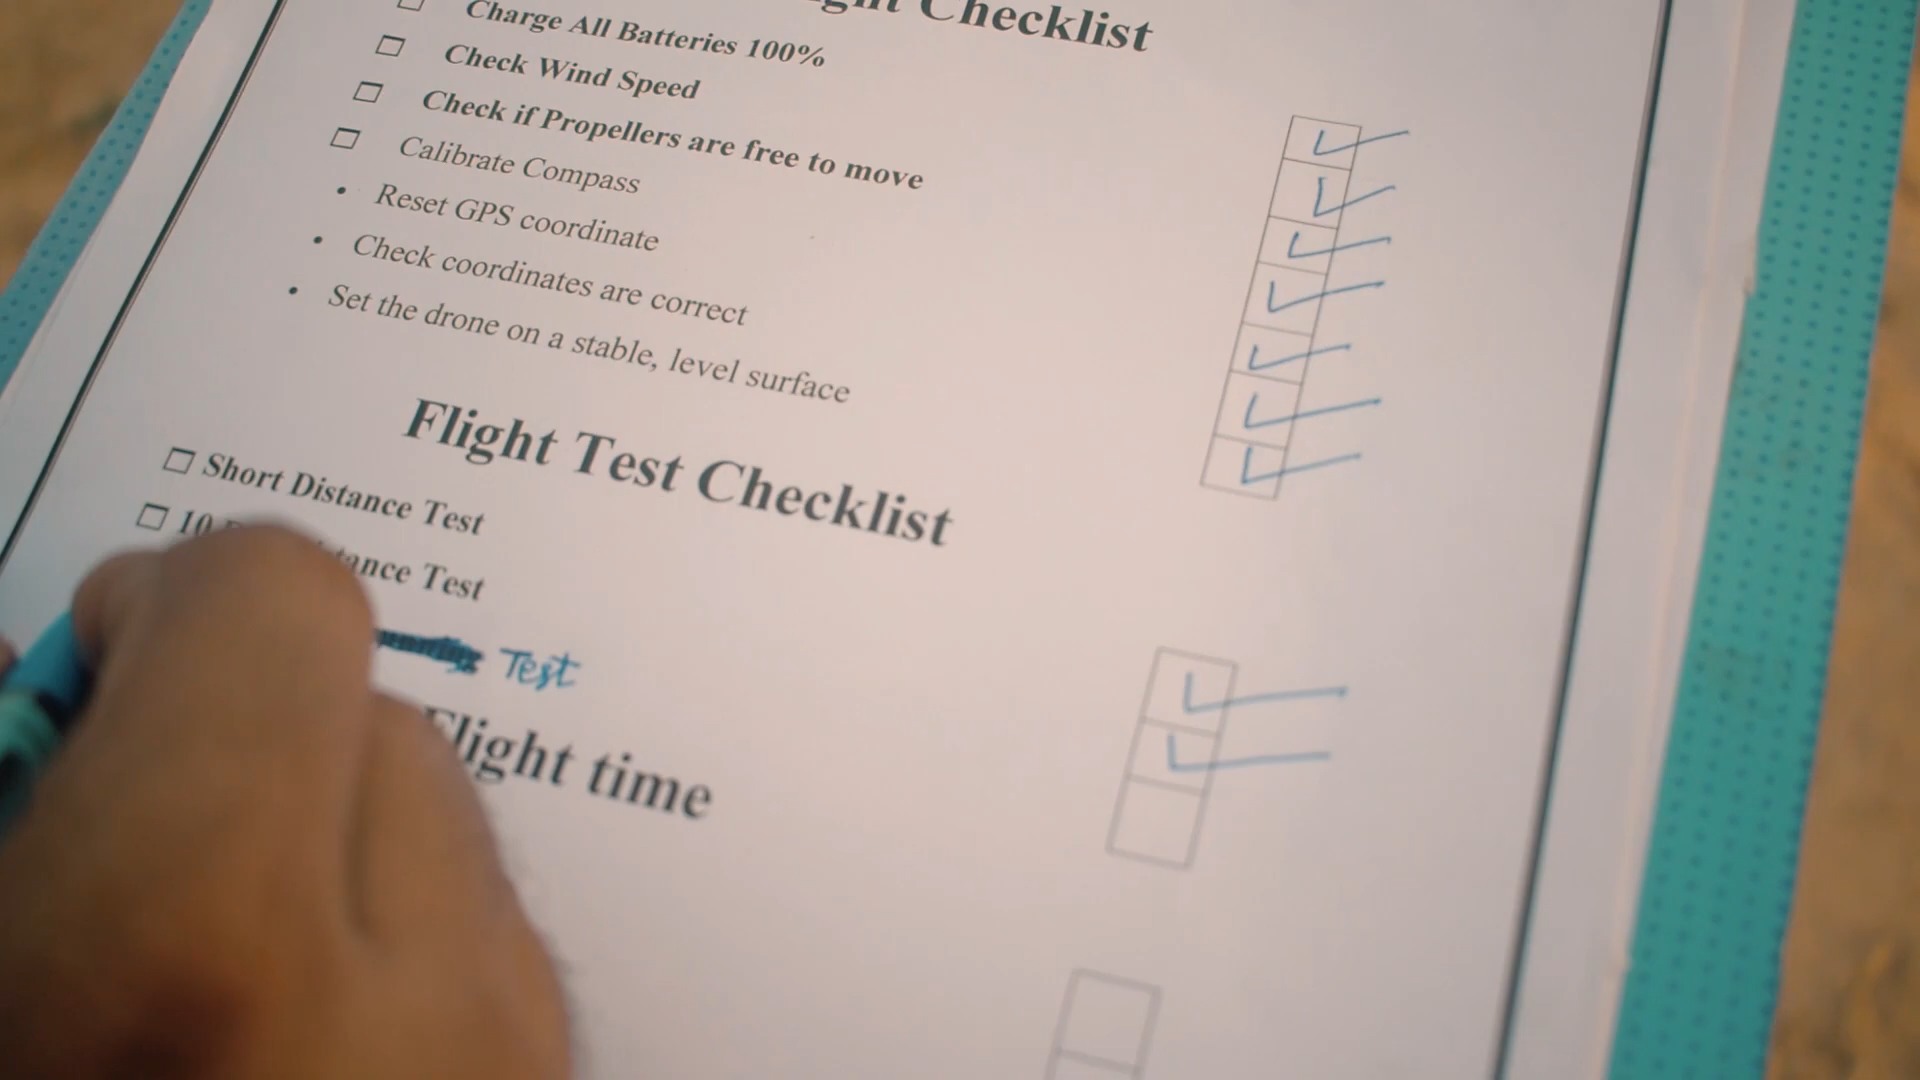 Checklist
Charge All Batteries 100%
Check Wind Speed
Check if Propellers are free to move
Calibrate Compass
• Reset GPS coordinate
• Check coordinates are correct
• Set the drone on a stable, level surface
Flight Test Checklist
Short Distance Test
10 Test
Test
Flight time